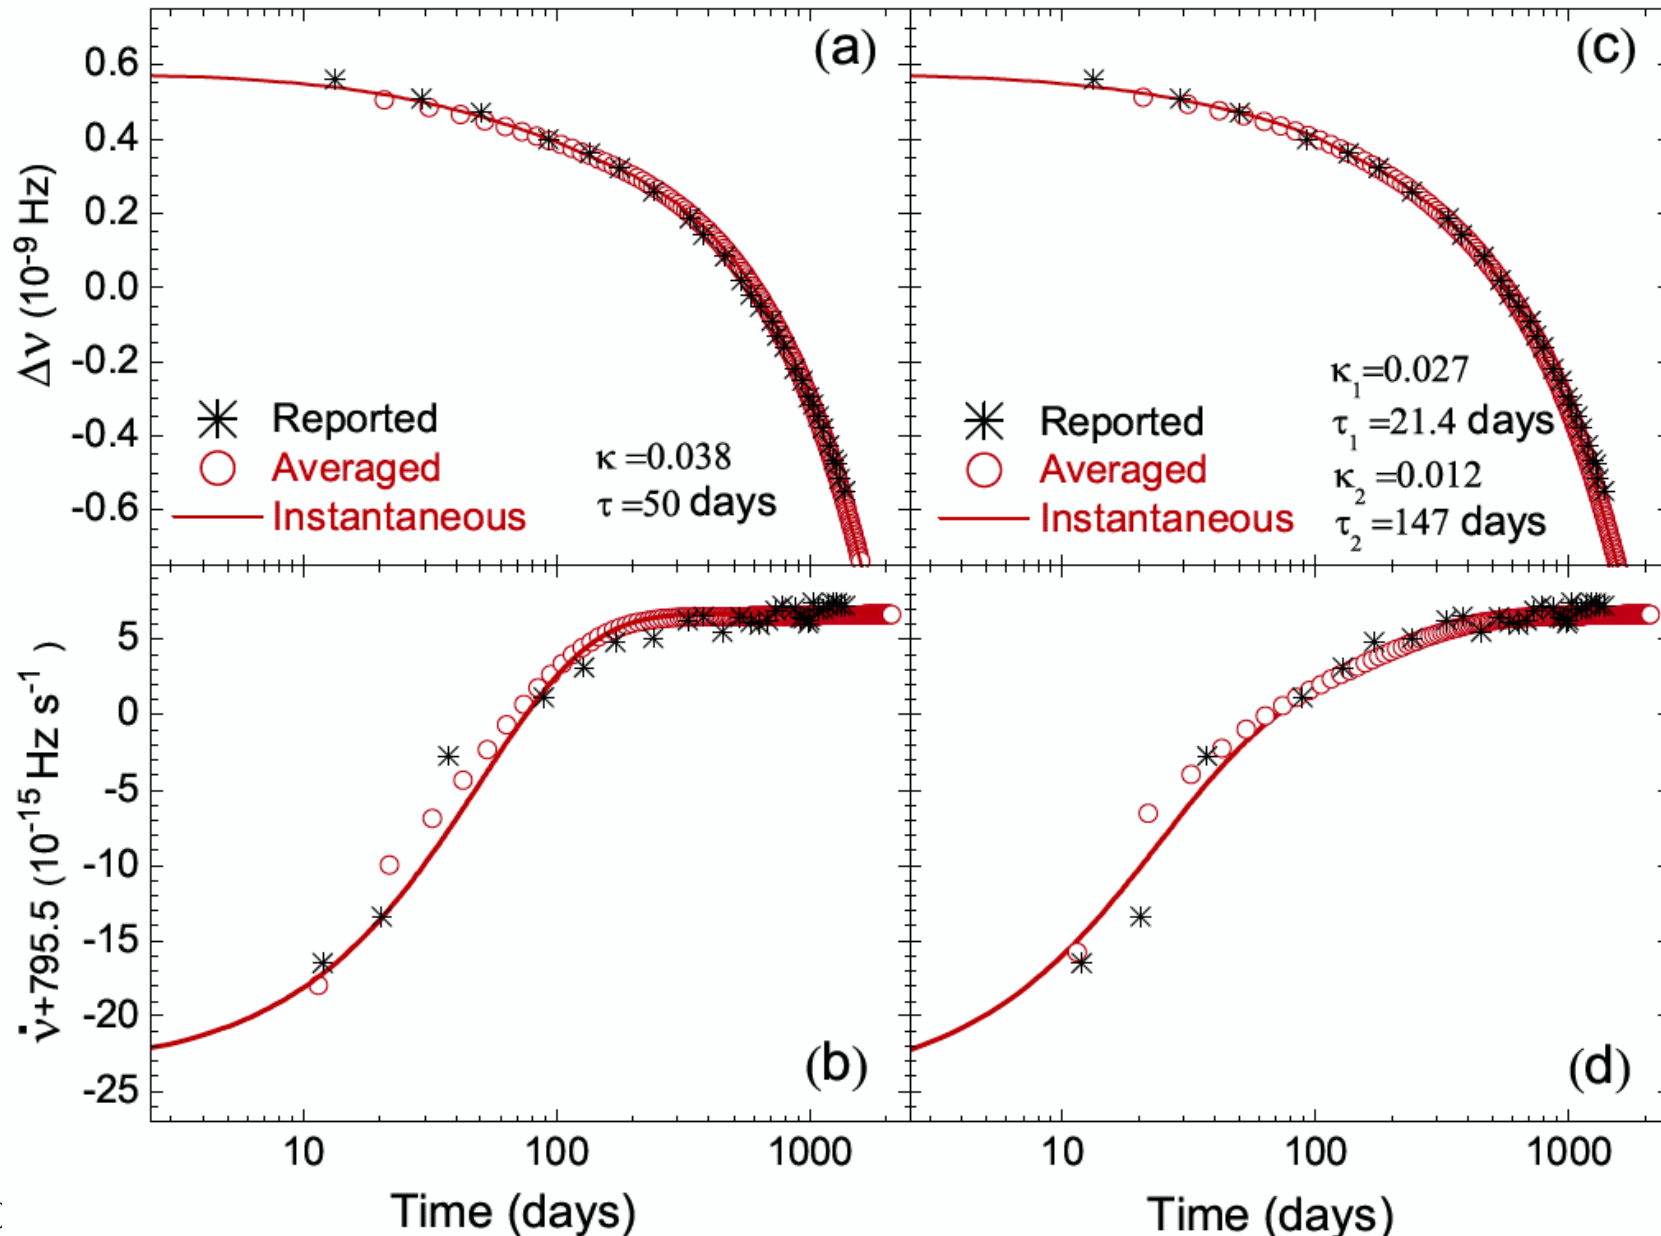 (a)
(c)
0.6
0.4
0.2
0.0
-0.2
-0.4
-0.6
Δν (10⁻⁹ Hz)
Reported
Averaged
Instantaneous
κ =0.038
τ =50 days
Reported
Averaged
Instantaneous
κ₁=0.027
τ₁=21.4 days
κ₂=0.012
τ₂=147 days
(b)
(d)
5
0
-5
-10
-15
-20
-25
ν̇+795.5 (10⁻¹⁵Hz s⁻¹ )
10 100 1000
10 100 1000
Time (days)
Time (days)